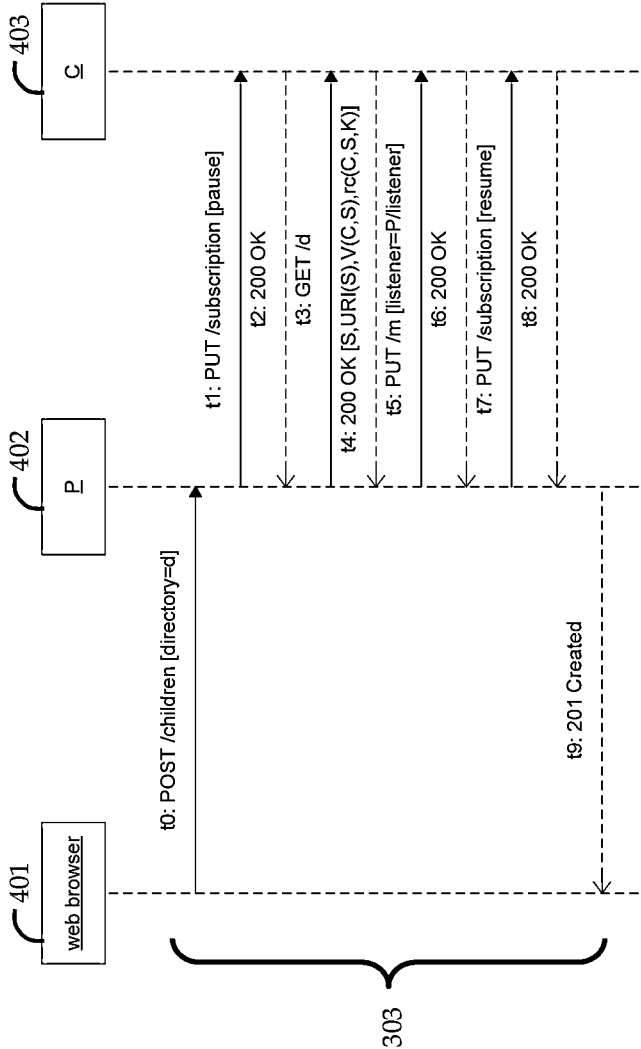 401
402
403
web browser
P
C
t0: POST /children [directory=d]
t1: PUT /subscription [pause]
t2: 200 OK
t3: GET /d
t4: 200 OK [S,URI(S),V(C,S),rc(C,S,K)]
t5: PUT /m [listener=P/listener]
t6: 200 OK
t7: PUT /subscription [resume]
t8: 200 OK
t9: 201 Created
303